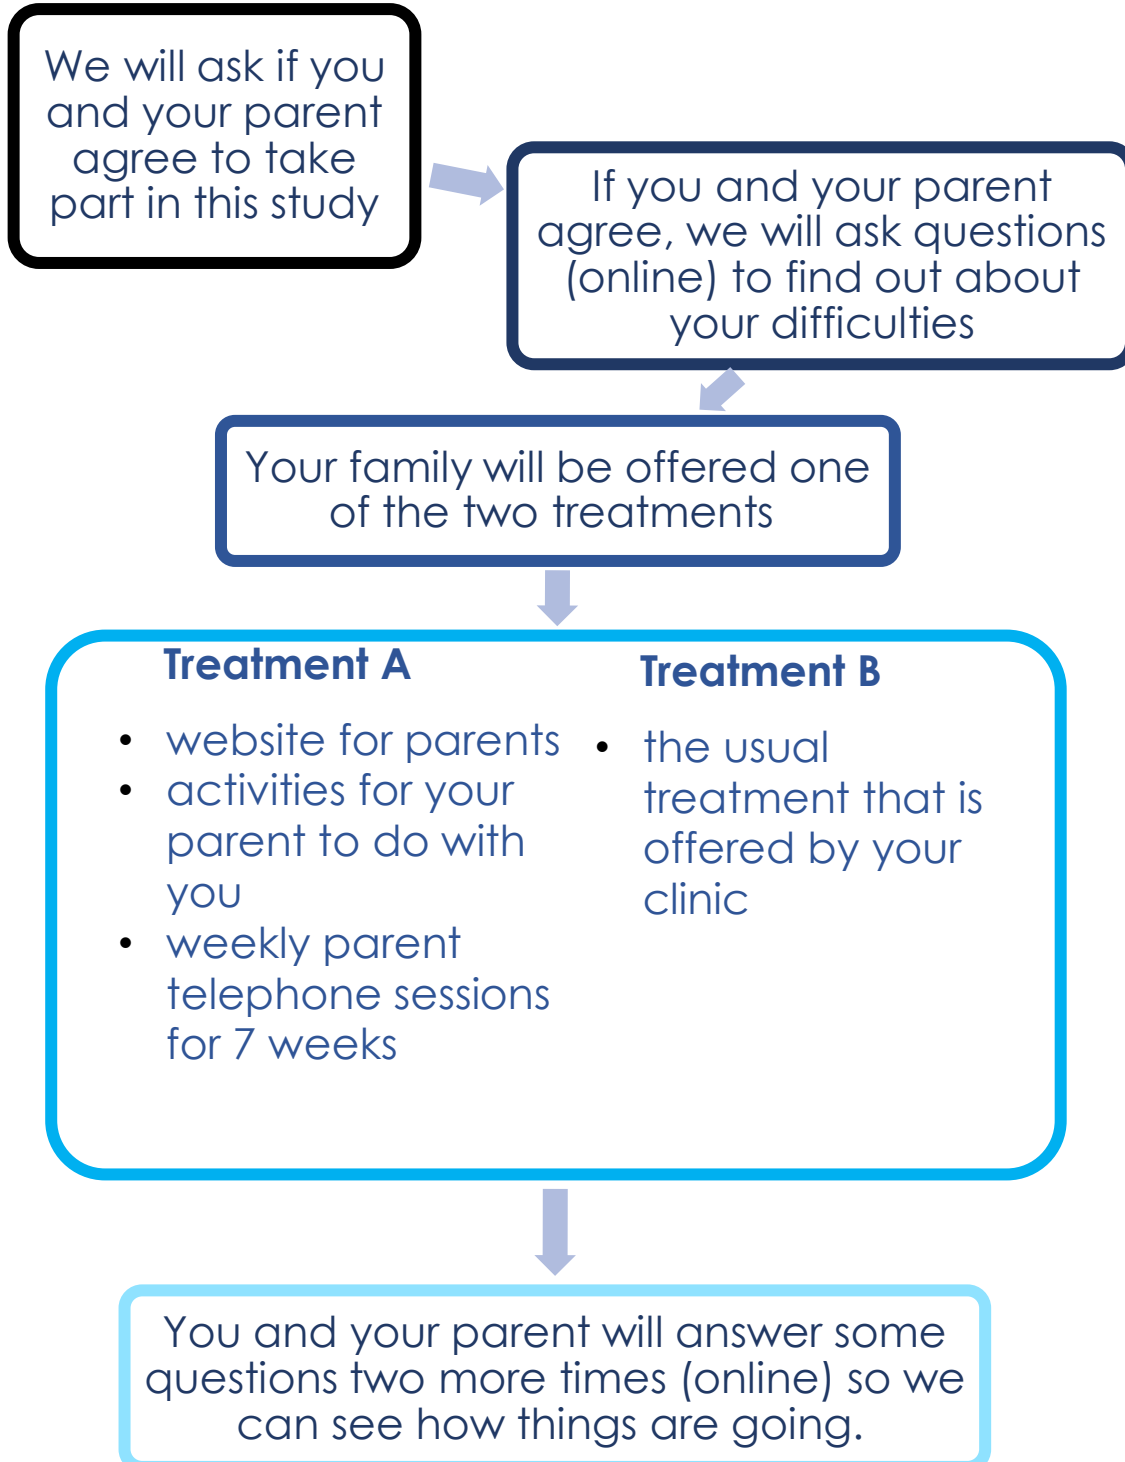 We will ask if you
and your parent
agree to take
part in this study
If you and your parent
agree, we will ask questions
(online) to find out about
your difficulties
Your family will be offered one
of the two treatments
Treatment A
• website for parents
• activities for your
parent to do with
you
• weekly parent
telephone sessions
for 7 weeks
Treatment B
• the usual
treatment that is
offered by your
clinic
You and your parent will answer some
questions two more times (online) so we
can see how things are going.